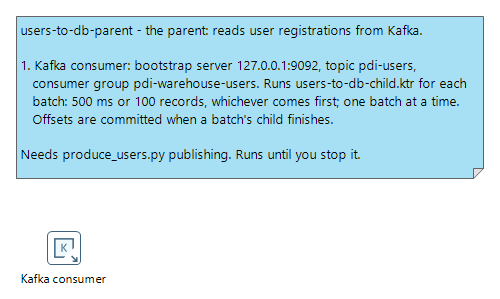 users-to-db-parent - the parent: reads user registrations from Kafka.
1. Kafka consumer: bootstrap server 127.0.0.1:9092, topic pdi-users,
consumer group pdi-warehouse-users. Runs users-to-db-child.ktr for each
batch: 500 ms or 100 records, whichever comes first; one batch at a time.
Offsets are committed when a batch's child finishes.
Needs produce_users.py publishing. Runs until you stop it.
K
Kafka consumer